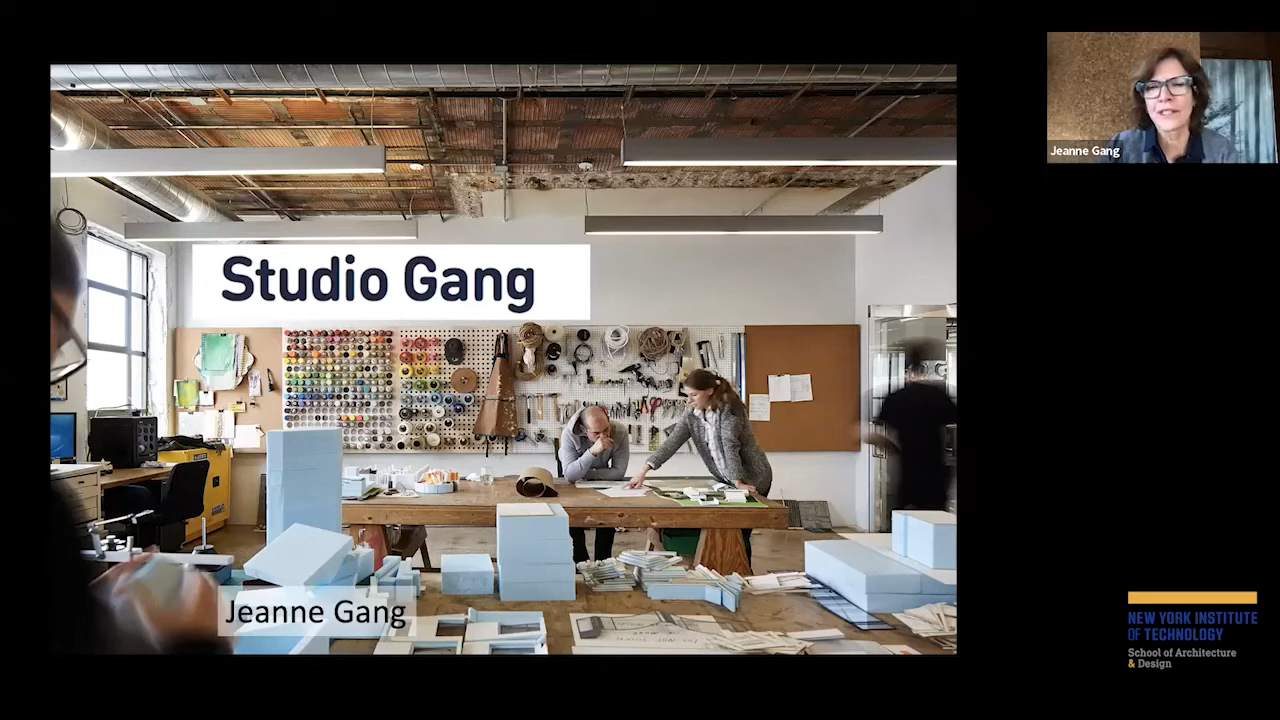 Studio Gang
Jeanne Gang
Jeanne Gang
NEW YORK INSTITUTE
OF TECHNOLOGY
School of Architecture
& Design